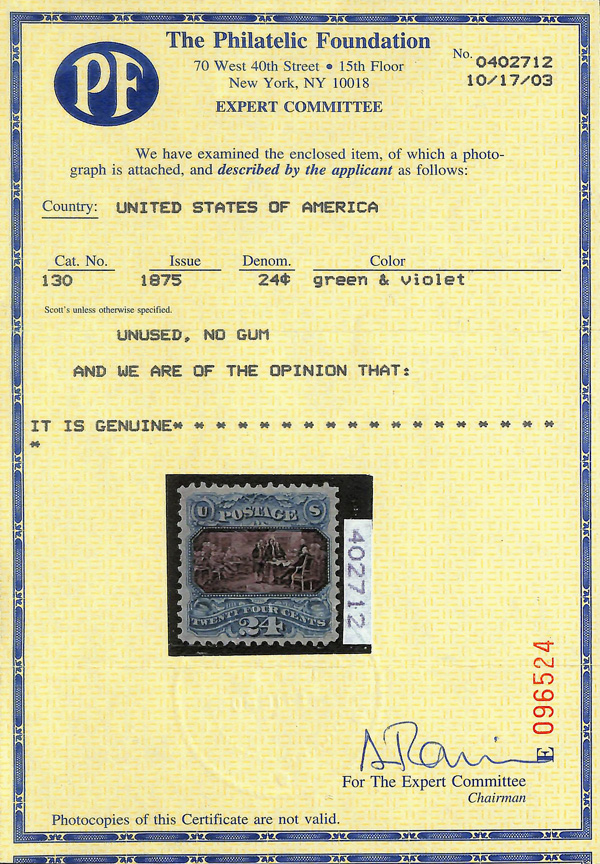 The Philatelic Foundation
PF
70 West 40th Street • 15th Floor
New York, NY 10018
EXPERT COMMITTEE
No. 0402712
10/17/03
We have examined the enclosed item, of which a photo-
graph is attached, and described by the applicant as follows:
Country: UNITED STATES OF AMERICA
Cat. No. Issue Denom. Color
130 1875 24¢ green & violet
Scott's unless otherwise specified.
UNUSED, NO GUM
AND WE ARE OF THE OPINION THAT:
IT IS GENUINE* * * * * * * * * * * * * * * * * *
*
U S
POSTAGE
TWENTY FOUR CENTS
24
402712
E 096524
For The Expert Committee
Chairman
Photocopies of this Certificate are not valid.